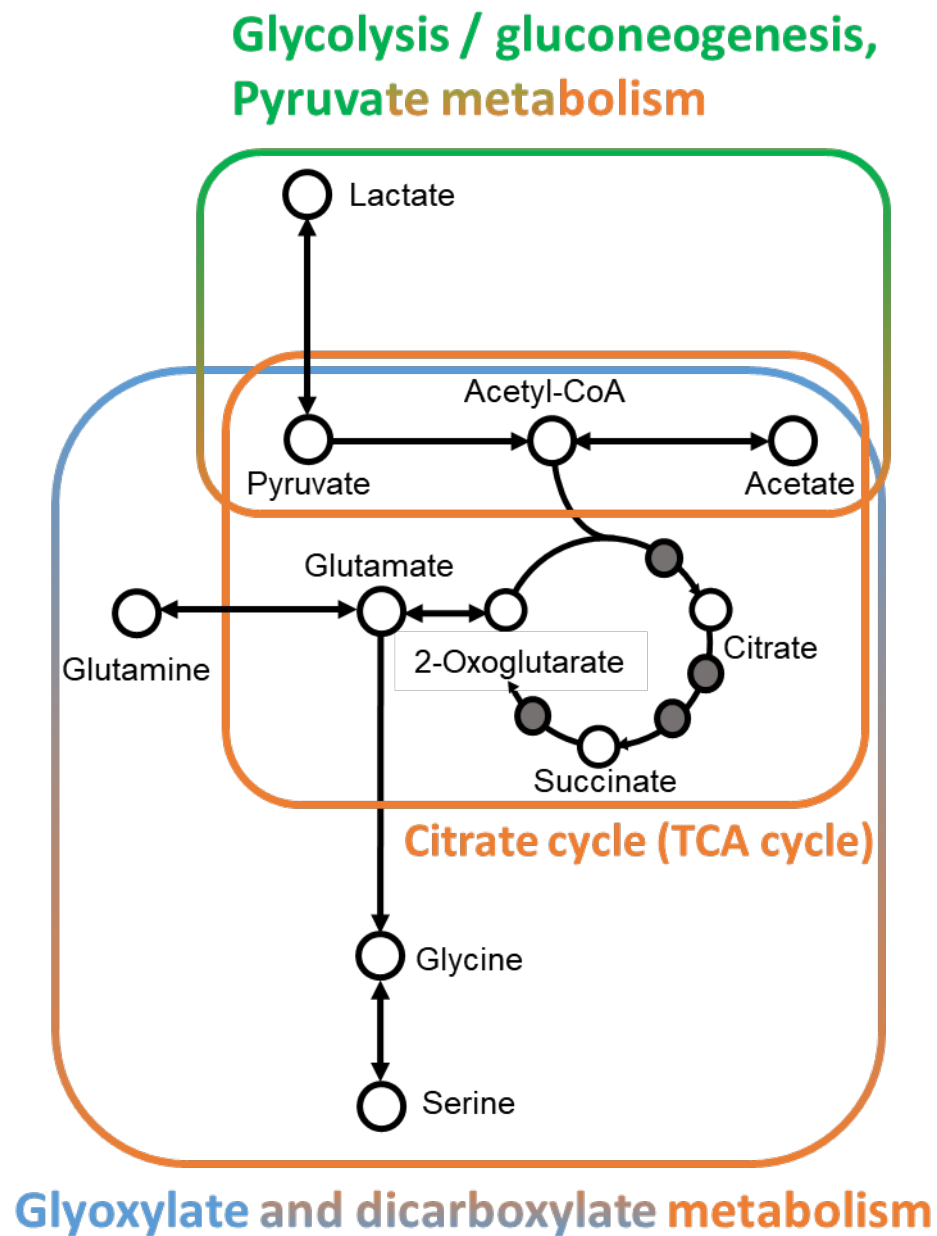 Glycolysis / gluconeogenesis,
Pyruvate metabolism
Lactate
Acetyl-CoA
Pyruvate
Acetate
Glutamate
Glutamine
2-Oxoglutarate
Citrate
Succinate
Citrate cycle (TCA cycle)
Glycine
Serine
Glyoxylate and dicarboxylate metabolism